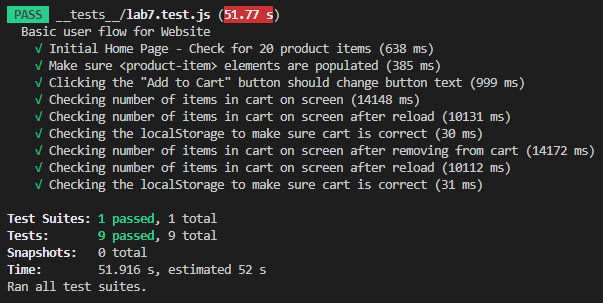 PASS __tests__/lab7.test.js (51.77 s)
Basic user flow for Website
√ Initial Home Page - Check for 20 product items (638 ms)
√ Make sure <product-item> elements are populated (385 ms)
√ Clicking the "Add to Cart" button should change button text (999 ms)
√ Checking number of items in cart on screen (14148 ms)
√ Checking number of items in cart on screen after reload (10131 ms)
√ Checking the localStorage to make sure cart is correct (30 ms)
√ Checking number of items in cart on screen after removing from cart (14172 ms)
√ Checking number of items in cart on screen after reload (10112 ms)
√ Checking the localStorage to make sure cart is correct (31 ms)
Test Suites: 1 passed, 1 total
Tests: 9 passed, 9 total
Snapshots: 0 total
Time: 51.916 s, estimated 52 s
Ran all test suites.